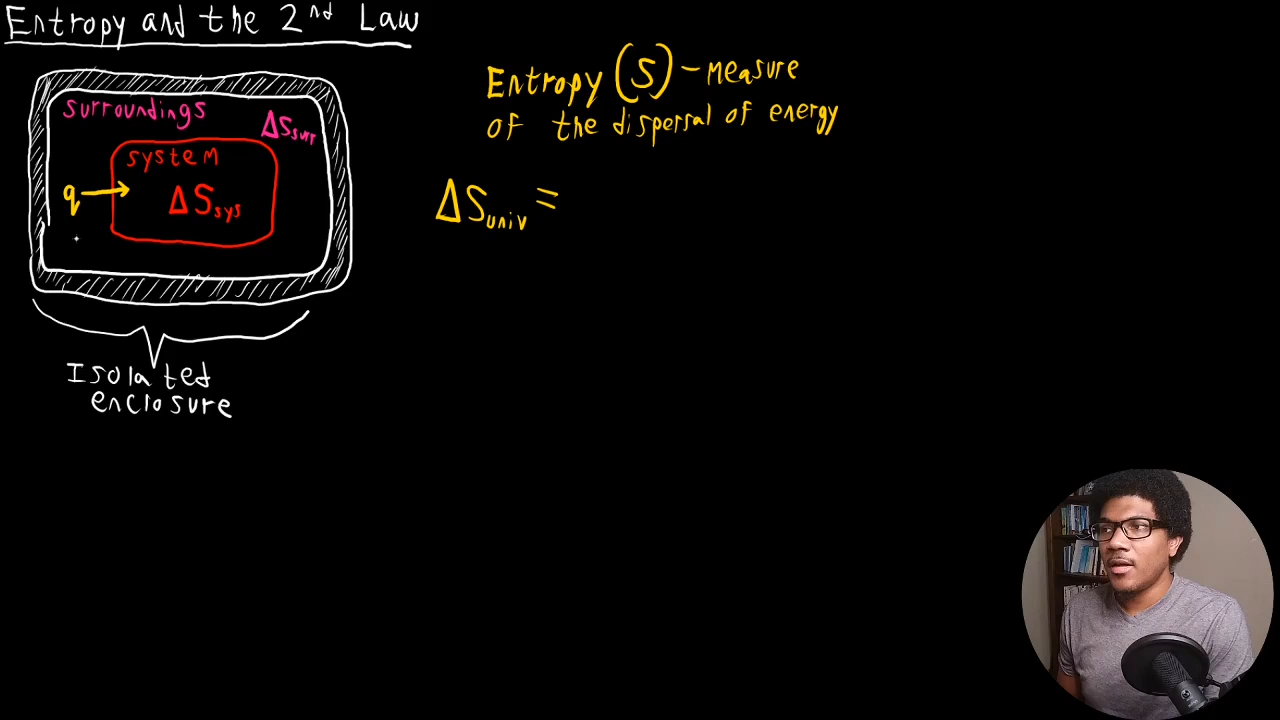 Entropy and the 2nd Law
surroundings
ΔSsurr
system
q
ΔSsys
Isolated
enclosure
Entropy (S) - measure
of the dispersal of energy
ΔSuniv =